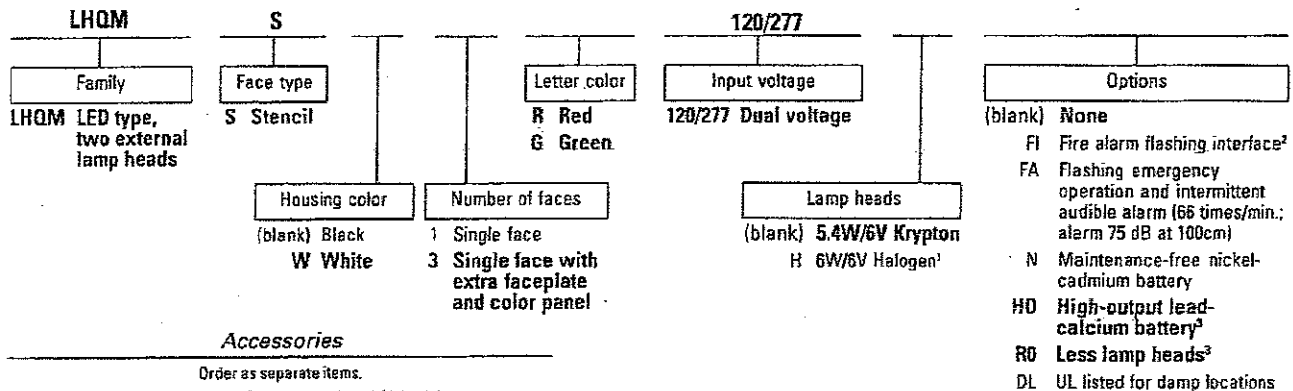 LHQM S 120/277
Family
LHQM LED type,
two external
lamp heads
Face type
S Stencil
Housing color
(blank) Black
W White
Number of faces
1 Single face
3 Single face with
extra faceplate
and color panel
Letter color
R Red
G Green
Input voltage
120/277 Dual voltage
Lamp heads
(blank) 5.4W/6V Krypton
H 6W/6V Halogen¹
Options
(blank) None
FI Fire alarm flashing interface²
FA Flashing emergency
operation and intermittent
audible alarm (66 times/min.;
alarm 75 dB at 100cm)
N Maintenance-free nickel-
cadmium battery
HO High-output lead-
calcium battery³
R0 Less lamp heads³
DL UL listed for damp locations
Accessories
Order as separate items.